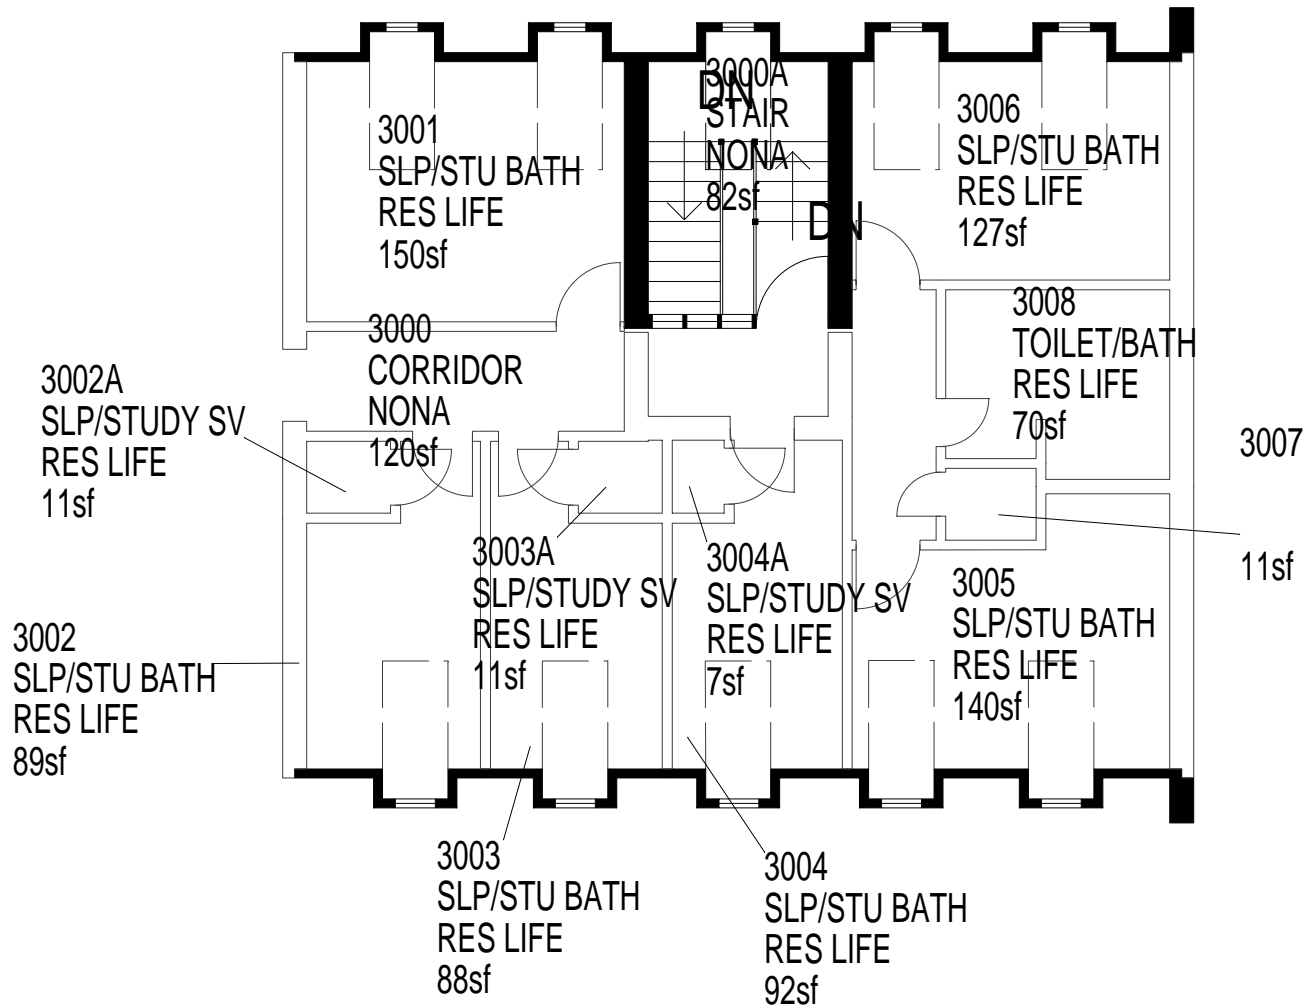 3000A
STAIR
NONA
82sf
DN
DN
3001
SLP/STU BATH
RES LIFE
150sf
3006
SLP/STU BATH
RES LIFE
127sf
3000
CORRIDOR
NONA
120sf
3008
TOILET/BATH
RES LIFE
70sf
3002A
SLP/STUDY SV
RES LIFE
11sf
3007
11sf
3003A
SLP/STUDY SV
RES LIFE
11sf
3004A
SLP/STUDY SV
RES LIFE
7sf
3005
SLP/STU BATH
RES LIFE
140sf
3002
SLP/STU BATH
RES LIFE
89sf
3003
SLP/STU BATH
RES LIFE
88sf
3004
SLP/STU BATH
RES LIFE
92sf